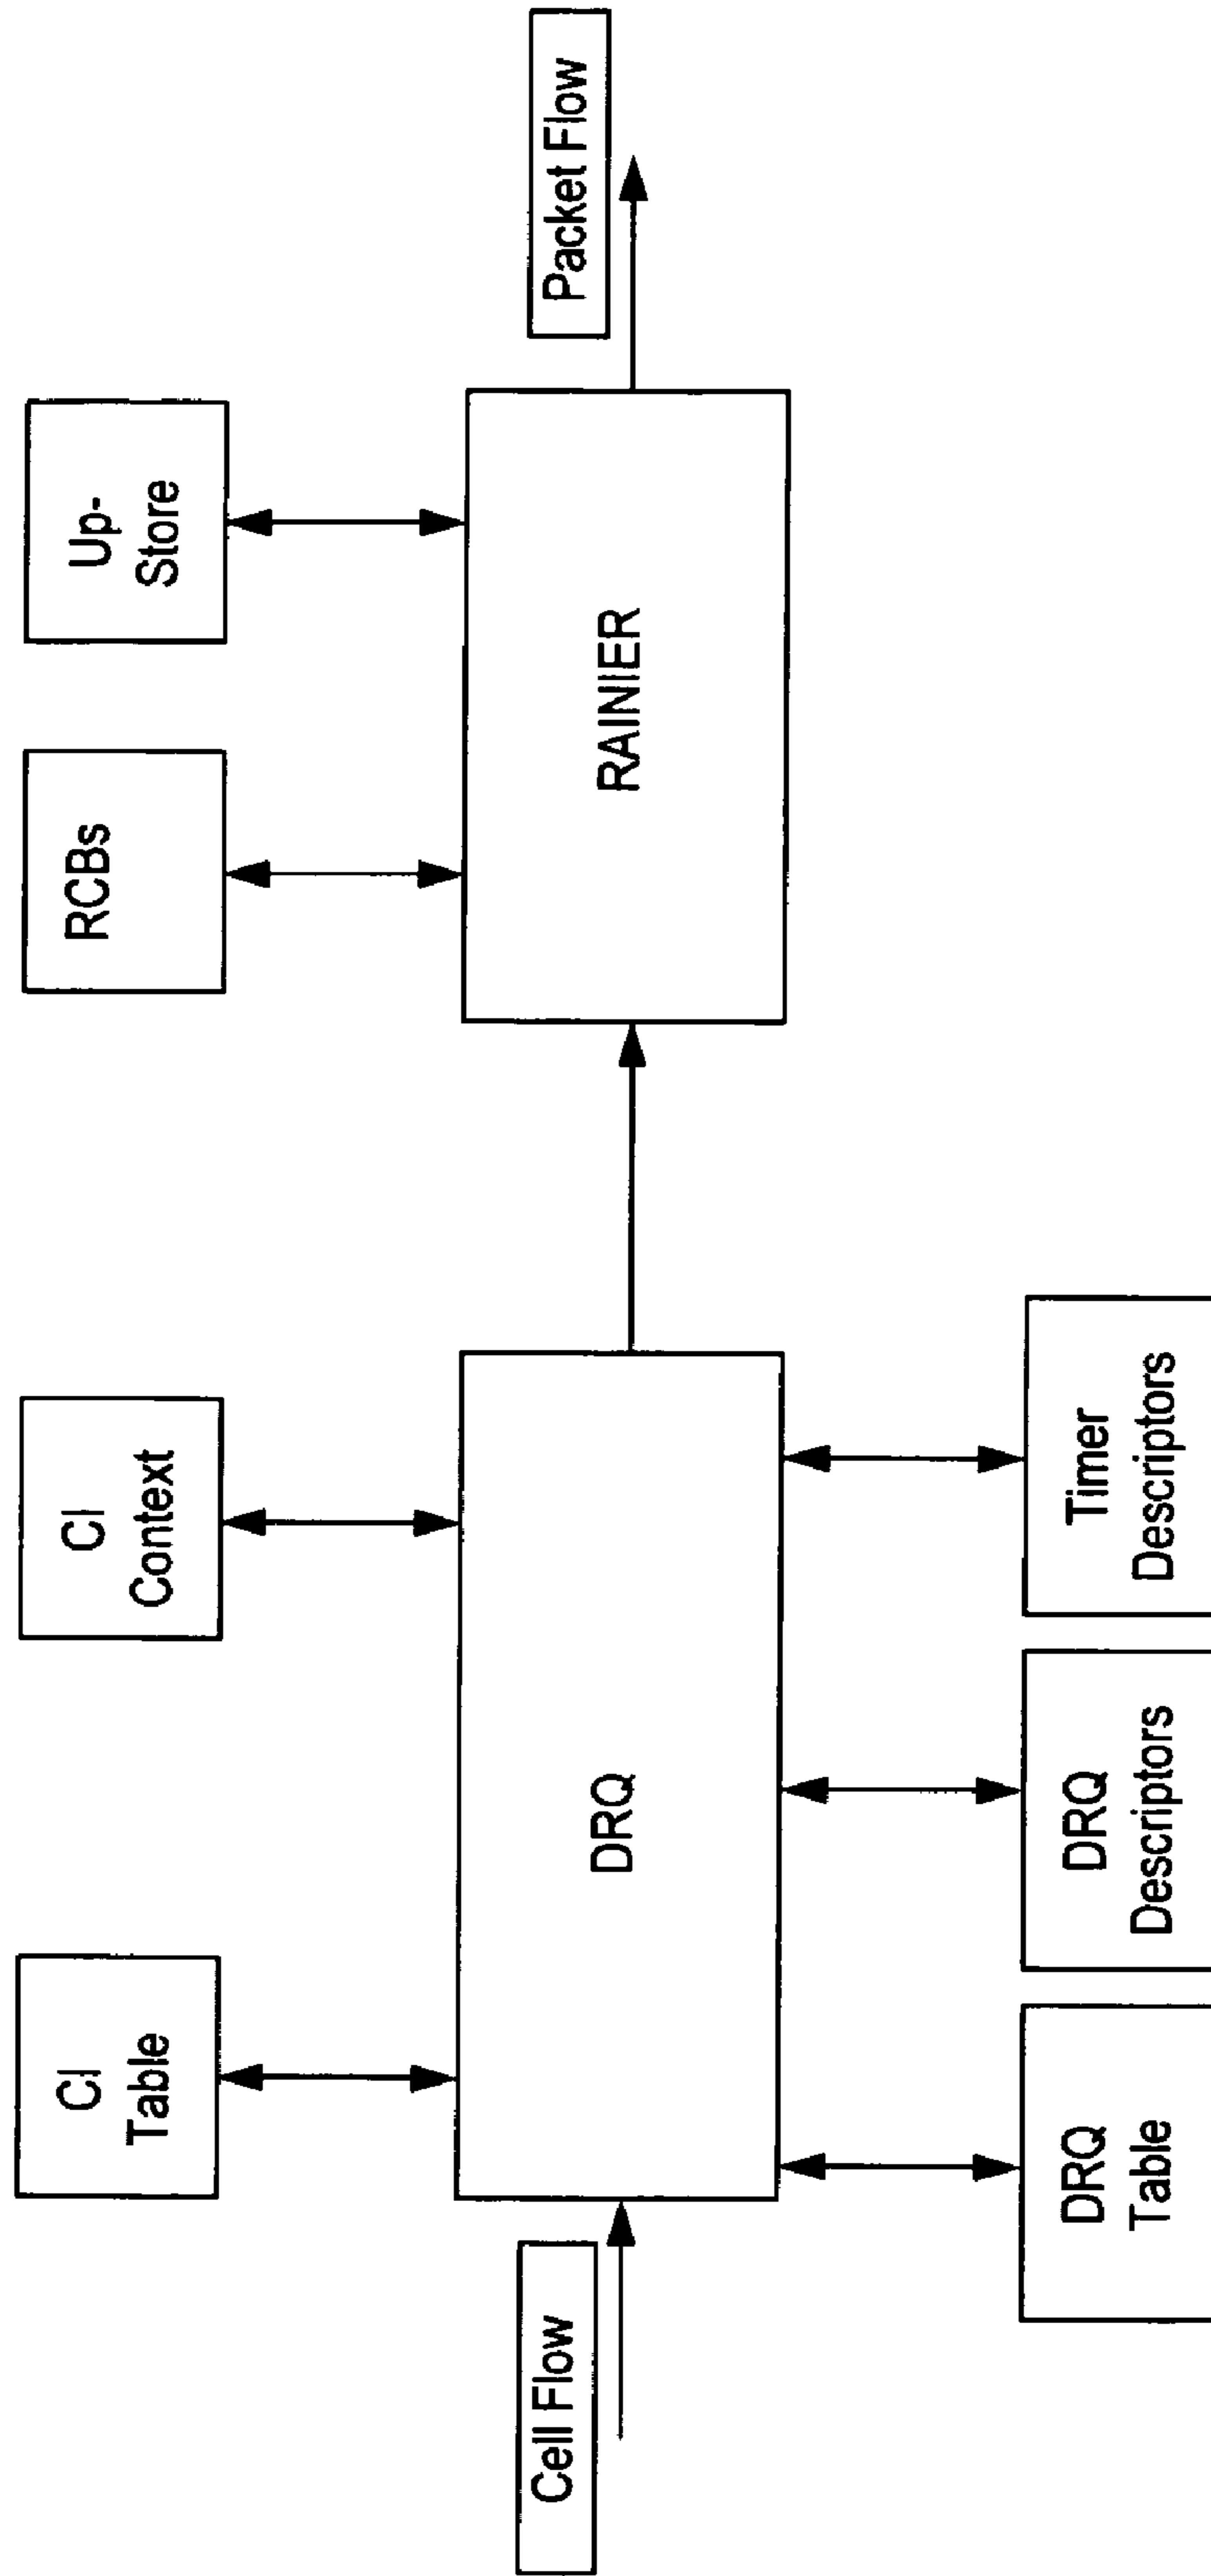 CI
Table
CI
Context
RCBs
Up-
Store
Cell Flow
DRQ
RAINIER
Packet Flow
DRQ
Table
DRQ
Descriptors
Timer
Descriptors